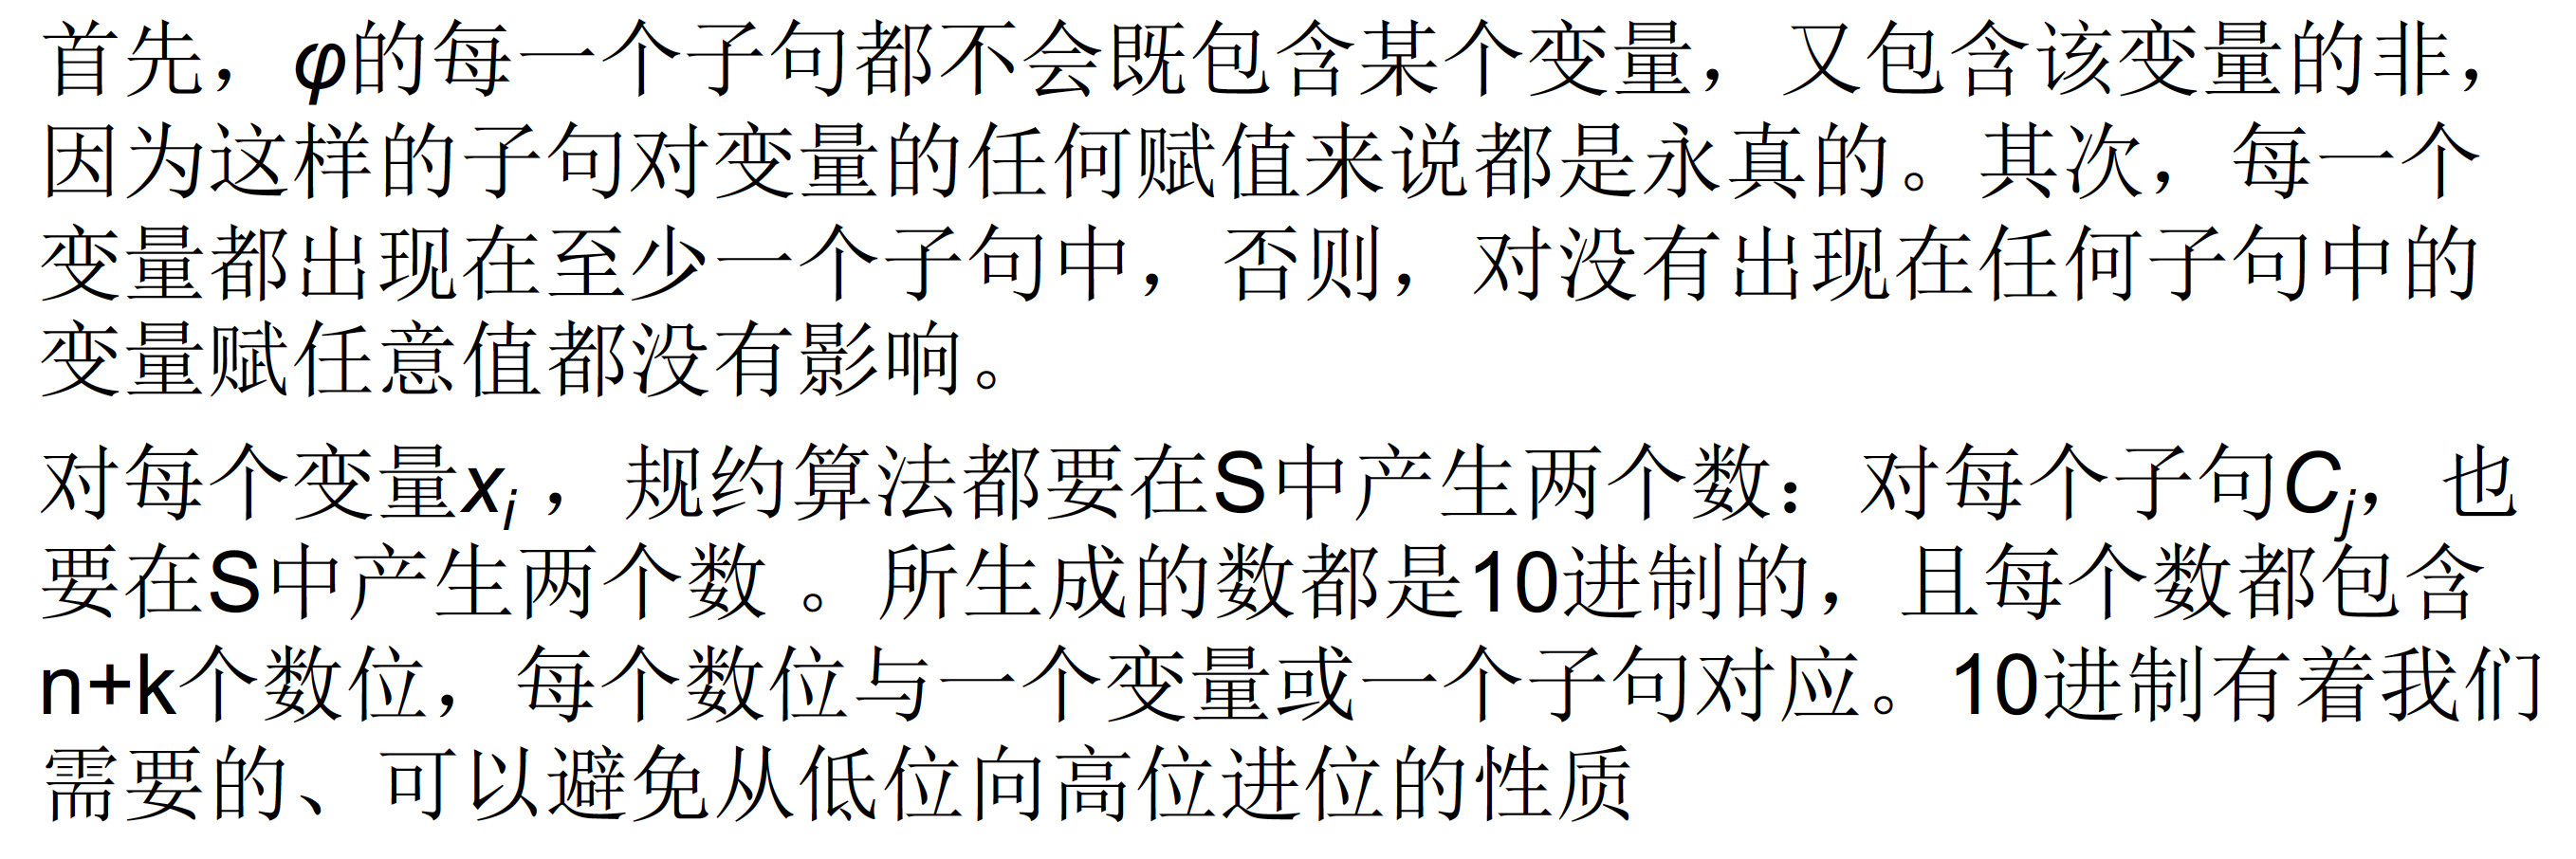 首先，φ的每一个子句都不会既包含某个变量，又包含该变量的非，
因为这样的子句对变量的任何赋值来说都是永真的。其次，每一个
变量都出现在至少一个子句中，否则，对没有出现在任何子句中的
变量赋任意值都没有影响。
对每个变量xi ，规约算法都要在S中产生两个数：对每个子句Cj，也
要在S中产生两个数 。所生成的数都是10进制的，且每个数都包含
n+k个数位，每个数位与一个变量或一个子句对应。10进制有着我们
需要的、可以避免从低位向高位进位的性质